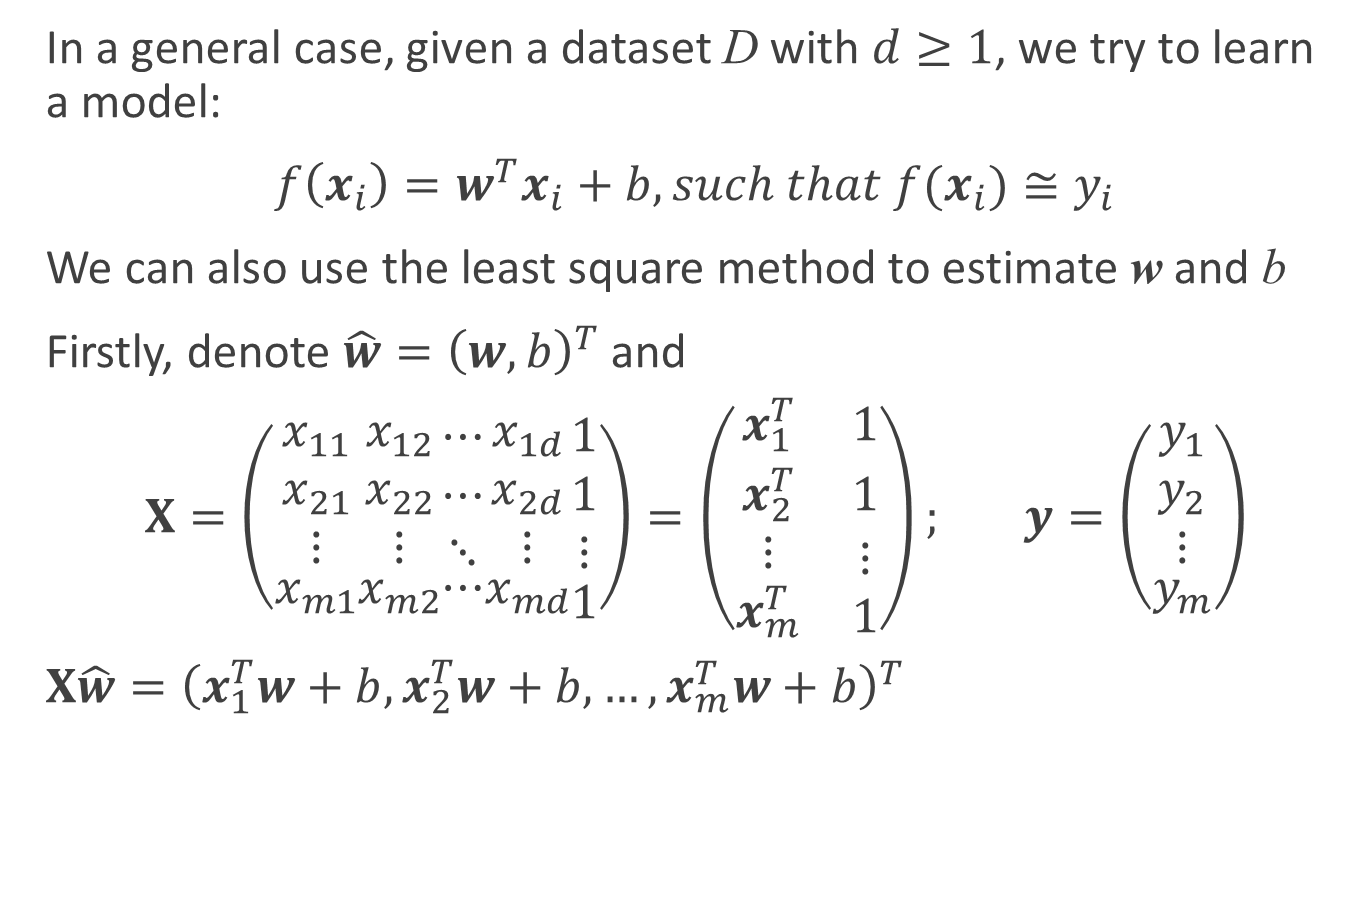 In a general case, given a dataset D with d ≥ 1, we try to learn
a model:
f(𝒙ᵢ) = 𝒘ᵀ𝒙ᵢ + b, such that f(𝒙ᵢ) ≅ yᵢ
We can also use the least square method to estimate 𝒘 and b
Firstly, denote 𝒘̂ = (𝒘, b)ᵀ and
𝐗 = ( x₁₁ x₁₂ ⋯ x₁d 1 ; x₂₁ x₂₂ ⋯ x₂d 1 ; ⋮ ⋮ ⋱ ⋮ ⋮ ; xₘ₁ xₘ₂ ⋯ xₘd 1 ) = ( 𝒙₁ᵀ 1 ; 𝒙₂ᵀ 1 ; ⋮ ⋮ ; 𝒙ₘᵀ 1 ) ; 𝒚 = ( y₁ ; y₂ ; ⋮ ; yₘ )
𝐗𝒘̂ = (𝒙₁ᵀ𝒘 + b, 𝒙₂ᵀ𝒘 + b, … , 𝒙ₘᵀ𝒘 + b)ᵀ